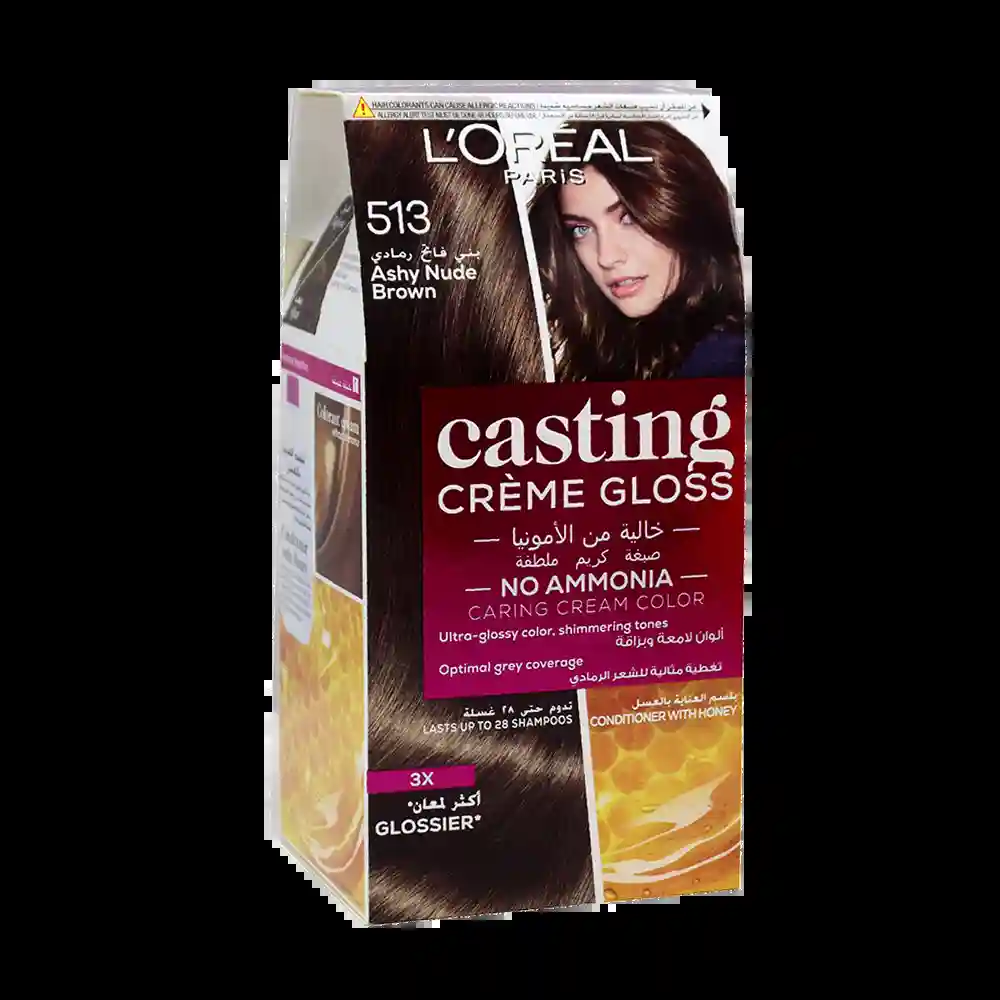 HAIR COLORANTS CAN CAUSE ALLERGIC REACTIONS
L'ORÉAL
PARIS
513
بني فاتح رمادي
Ashy Nude
Brown
casting
CRÈME GLOSS
خالية من الأمونيا
صبغة كريم ملطفة
NO AMMONIA
CARING CREAM COLOR
Ultra-glossy color, shimmering tones
ألوان لامعة وبراقة
Optimal grey coverage
تغطية مثالية للشعر الرمادي
تدوم حتى ٢٨ غسلة
LASTS UP TO 28 SHAMPOOS
بلسم العناية بالعسل
CONDITIONER WITH HONEY
3X
أكثر لمعان*
GLOSSIER*
Colorant cream